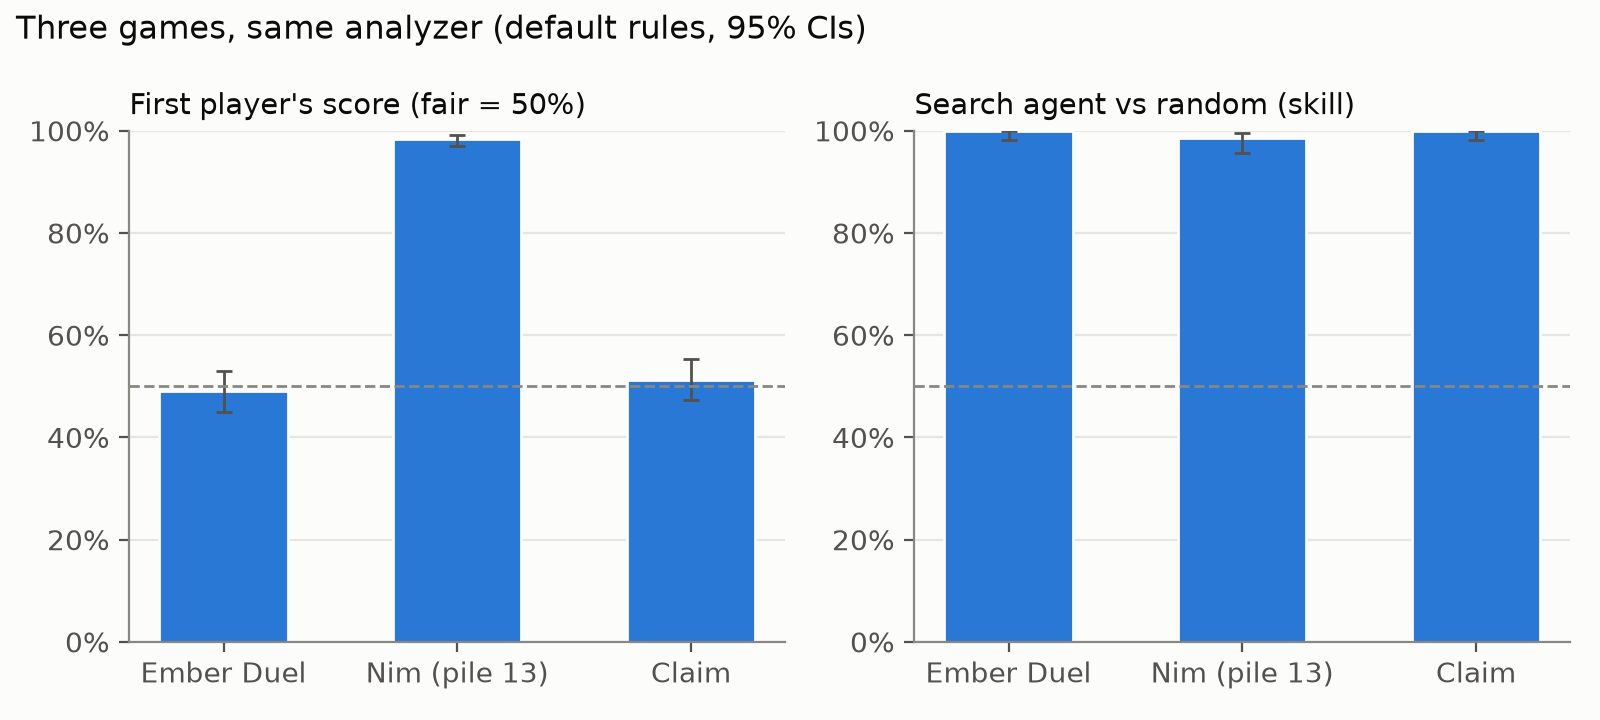 Three games, same analyzer (default rules, 95% CIs)
First player's score (fair = 50%)
100%
80%
60%
40%
20%
0%
Ember Duel
Nim (pile 13)
Claim
Search agent vs random (skill)
100%
80%
60%
40%
20%
0%
Ember Duel
Nim (pile 13)
Claim